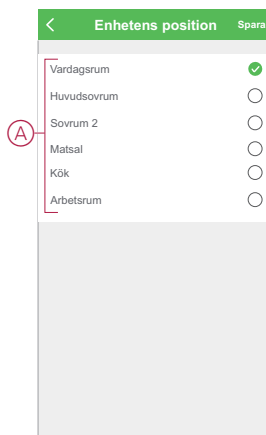 Enhetens position Spara
Vardagsrum
Huvudsovrum
Sovrum 2
A
Matsal
Kök
Arbetsrum